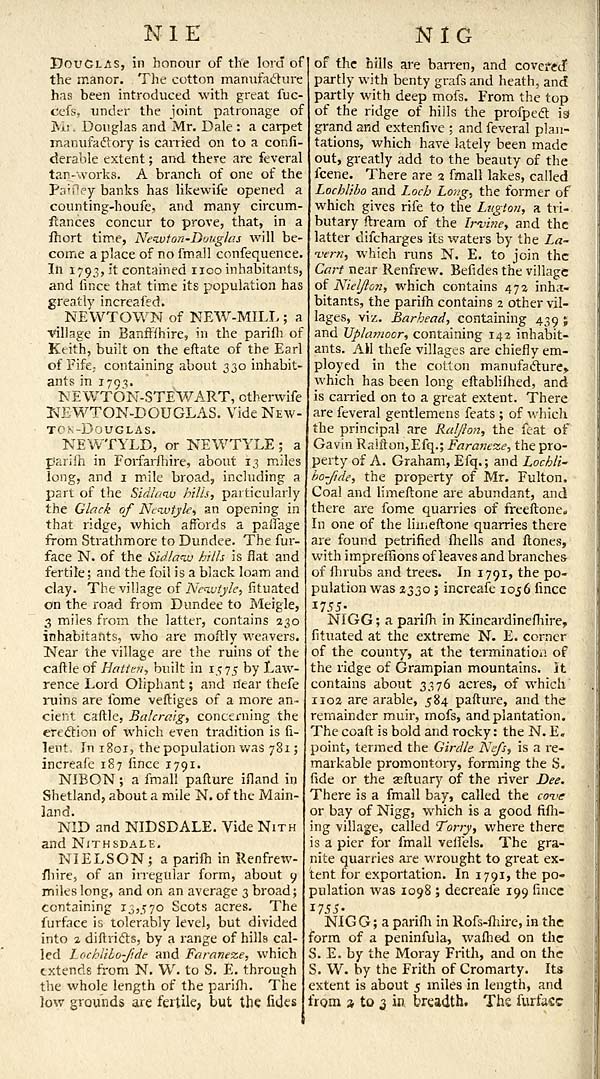 NIE
DOUGLAS, in honour of the lord of
the manor. The cotton manufacture
has been introduced with great ſuc-
ceſs, under the joint patronage of
Mr. Douglas and Mr. Dale: a carpet
manufactory is carried on to a conſi-
derable extent; and there are ſeveral
tan-works. A branch of one of the
Paiſley banks has likewiſe opened a
counting-houſe, and many circum-
ſtances concur to prove, that, in a
ſhort time, Newton-Douglas will be-
come a place of no ſmall conſequence.
In 1793, it contained 1100 inhabitants,
and ſince that time its population has
greatly increaſed.
NEWTOWN of NEW-MILL; a
village in Banffſhire, in the pariſh of
Keith, built on the eſtate of the Earl
of Fife, containing about 330 inhabit-
ants in 1793.
NEWTON-STEWART, otherwiſe
NEWTON-DOUGLAS. Vide NEW-
TON-DOUGLAS.
NEWTYLD, or NEWTYLE; a
pariſh in Forfarſhire, about 13 miles
long, and 1 mile broad, including a
part of the Sidlaw hills, particularly
the Glack of Newtyle, an opening in
that ridge, which affords a paſſage
from Strathmore to Dundee. The ſur-
face N. of the Sidlaw hills is flat and
fertile; and the ſoil is a black loam and
clay. The village of Newtyle, ſituated
on the road from Dundee to Meigle,
3 miles from the latter, contains 230
inhabitants, who are moſtly weavers.
Near the village are the ruins of the
caſtle of Hatten, built in 1575 by Law-
rence Lord Oliphant; and near theſe
ruins are ſome veſtiges of a more an-
cient caſtle, Balcraig, concerning the
erection of which even tradition is ſi-
lent. In 1801, the population was 781;
increaſe 187 ſince 1791.
NIBON; a ſmall paſture iſland in
Shetland, about a mile N. of the Main-
land.
NID and NIDSDALE. Vide NITH
and NITHSDALE.
NIELSON; a pariſh in Renfrew-
ſhire, of an irregular form, about 9
miles long, and on an average 3 broad;
containing 13,570 Scots acres. The
ſurface is tolerably level, but divided
into 2 diſtricts, by a range of hills cal-
led Lochlibo-ſide and Faraneze, which
extends from N. W. to S. E. through
the whole length of the pariſh. The
low grounds are fertile, but the ſides
NIG
of the hills are barren, and covered
partly with benty graſs and heath, and
partly with deep moſs. From the top
of the ridge of hills the proſpect is
grand and extenſive; and ſeveral plan-
tations, which have lately been made
out, greatly add to the beauty of the
ſcene. There are 2 ſmall lakes, called
Lochlibo and Loch Long, the former of
which gives riſe to the Lugton, a tri-
butary ſtream of the Irvine, and the
latter diſcharges its waters by the La-
vern, which runs N. E. to join the
Cart near Renfrew. Beſides the village
of Nielſton, which contains 472 inha-
bitants, the pariſh contains 2 other vil-
lages, viz. Barhead, containing 439;
and Uplamoor, containing 142 inhabit-
ants. All theſe villages are chiefly em-
ployed in the cotton manufacture,
which has been long eſtabliſhed, and
is carried on to a great extent. There
are ſeveral gentlemens ſeats; of which
the principal are Ralſton, the ſeat of
Gavin Ralſton, Eſq.; Faraneze, the pro-
perty of A. Graham, Eſq.; and Lochli-
bo-ſide, the property of Mr. Fulton.
Coal and limeſtone are abundant, and
there are ſome quarries of freeſtone.
In one of the limeſtone quarries there
are found petrified ſhells and ſtones,
with impreſſions of leaves and branches
of ſhrubs and trees. In 1791, the po-
pulation was 2330; increaſe 1056 ſince
1755.
NIGG; a pariſh in Kincardineſhire,
ſituated at the extreme N. E. corner
of the county, at the termination of
the ridge of Grampian mountains. It
contains about 3376 acres, of which
1102 are arable, 584 paſture, and the
remainder muir, moſs, and plantation.
The coaſt is bold and rocky: the N. E.
point, termed the Girdle Neſs, is a re-
markable promontory, forming the S.
ſide or the æſtuary of the river Dee.
There is a ſmall bay, called the cove
or bay of Nigg, which is a good fiſh-
ing village, called Torry, where there
is a pier for ſmall veſſels. The gra-
nite quarries are wrought to great ex-
tent for exportation. In 1791, the po-
pulation was 1098; decreaſe 199 ſince
1755.
NIGG; a pariſh in Roſs-ſhire, in the
form of a peninſula, waſhed on the
S. E. by the Moray Frith, and on the
S. W. by the Frith of Cromarty. Its
extent is about 5 miles in length, and
from 2 to 3 in breadth. The ſurface